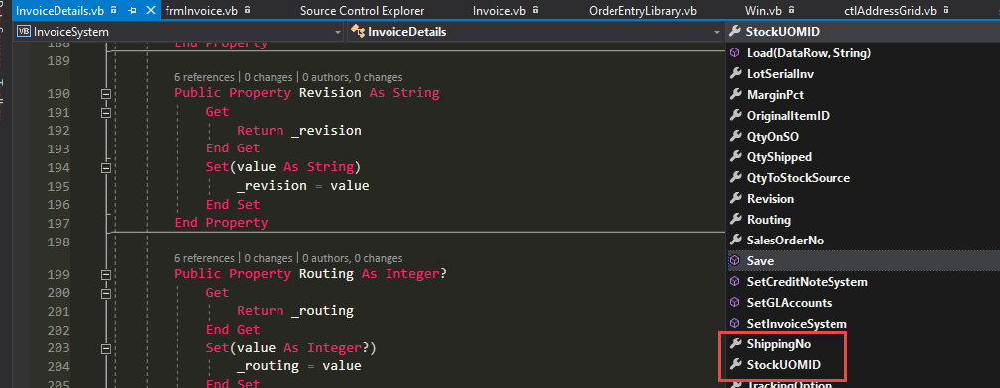 InvoiceDetails.vb frmInvoice.vb Source Control Explorer Invoice.vb OrderEntryLibrary.vb Win.vb ctlAddressGrid.vb
VB InvoiceSystem InvoiceDetails StockUOMID
188 End Property
189
6 references | 0 changes | 0 authors, 0 changes
190 Public Property Revision As String
191 Get
192 Return _revision
193 End Get
194 Set(value As String)
195 _revision = value
196 End Set
197 End Property
198
6 references | 0 changes | 0 authors, 0 changes
199 Public Property Routing As Integer?
200 Get
201 Return _routing
202 End Get
203 Set(value As Integer?)
204 _routing = value
205 End Set
Load(DataRow, String)
LotSerialInv
MarginPct
OriginalItemID
QtyOnSO
QtyShipped
QtyToStockSource
Revision
Routing
SalesOrderNo
Save
SetCreditNoteSystem
SetGLAccounts
SetInvoiceSystem
ShippingNo
StockUOMID
TrackingOption